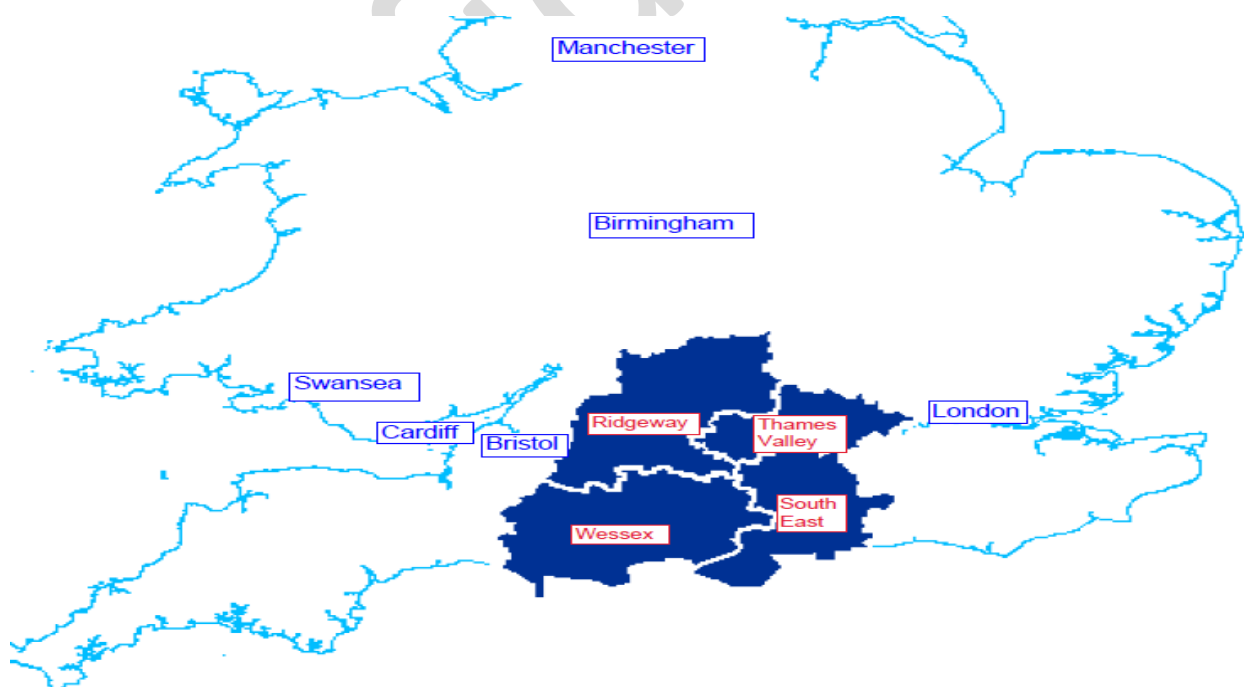 Manchester
Birmingham
Swansea
Cardiff
Bristol
Ridgeway
Thames
Valley
London
South
East
Wessex